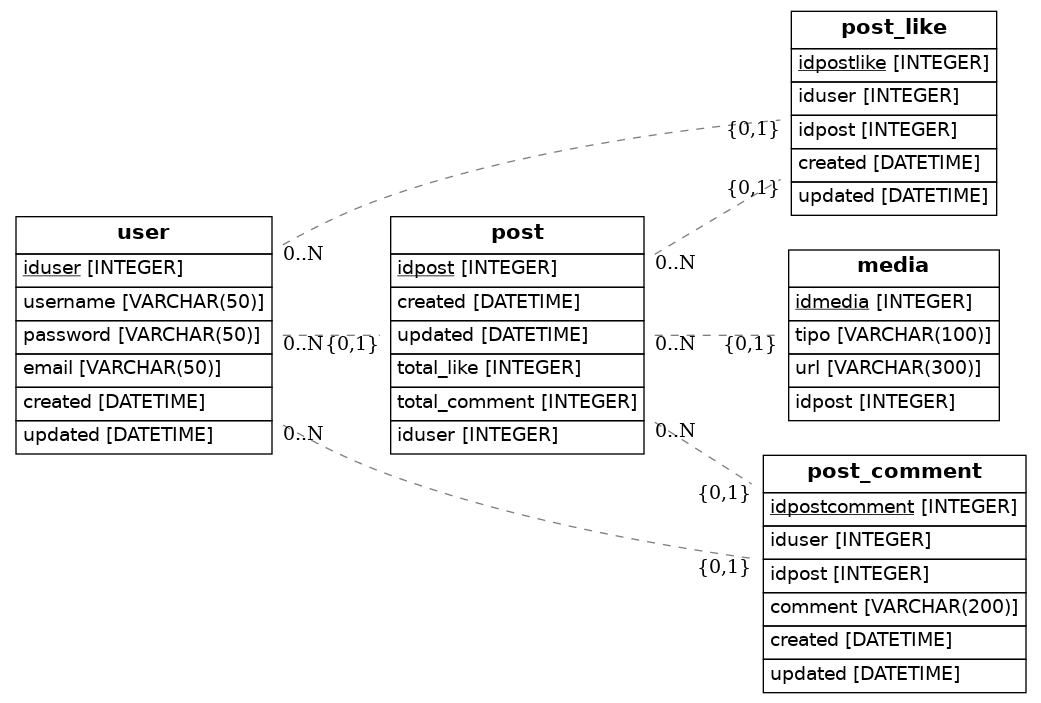 post_like
idpostlike [INTEGER]
iduser [INTEGER]
idpost [INTEGER]
created [DATETIME]
updated [DATETIME]
{0,1}
{0,1}
user
iduser [INTEGER]
username [VARCHAR(50)]
password [VARCHAR(50)]
email [VARCHAR(50)]
created [DATETIME]
updated [DATETIME]
0..N
0..N
{0,1}
0..N
post
idpost [INTEGER]
created [DATETIME]
updated [DATETIME]
total_like [INTEGER]
total_comment [INTEGER]
iduser [INTEGER]
0..N
0..N
{0,1}
0..N
media
idmedia [INTEGER]
tipo [VARCHAR(100)]
url [VARCHAR(300)]
idpost [INTEGER]
{0,1}
{0,1}
post_comment
idpostcomment [INTEGER]
iduser [INTEGER]
idpost [INTEGER]
comment [VARCHAR(200)]
created [DATETIME]
updated [DATETIME]